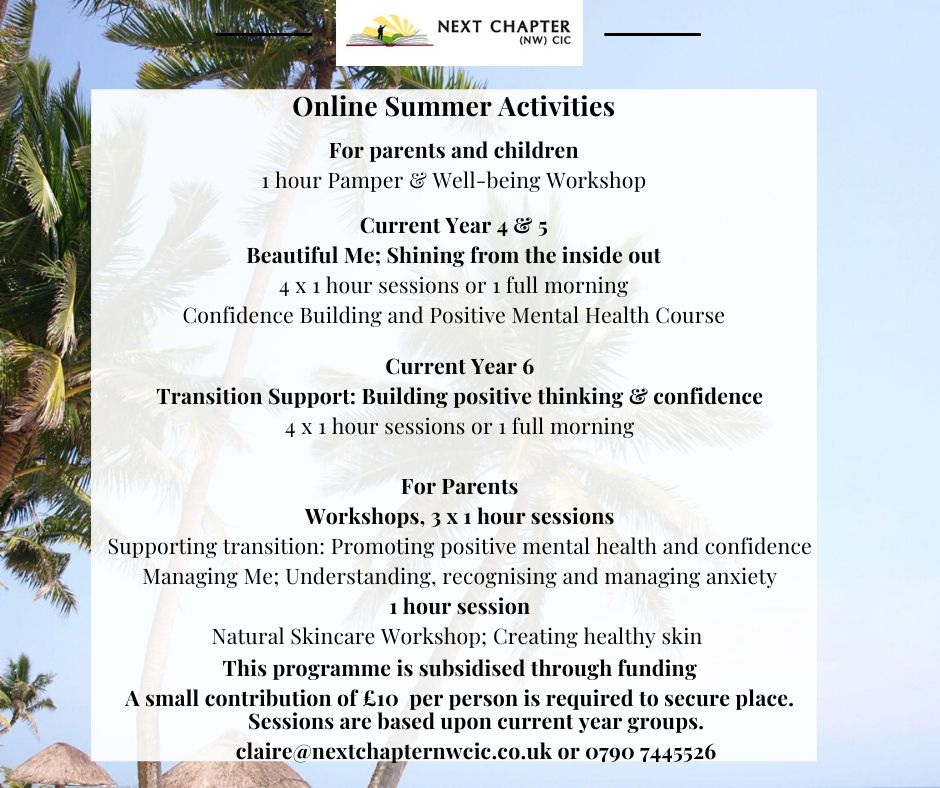 NEXT CHAPTER
(NW) CIC
Online Summer Activities
For parents and children
1 hour Pamper & Well-being Workshop
Current Year 4 & 5
Beautiful Me; Shining from the inside out
4 x 1 hour sessions or 1 full morning
Confidence Building and Positive Mental Health Course
Current Year 6
Transition Support: Building positive thinking & confidence
4 x 1 hour sessions or 1 full morning
For Parents
Workshops, 3 x 1 hour sessions
Supporting transition: Promoting positive mental health and confidence
Managing Me; Understanding, recognising and managing anxiety
1 hour session
Natural Skincare Workshop; Creating healthy skin
This programme is subsidised through funding
A small contribution of £10 per person is required to secure place.
Sessions are based upon current year groups.
claire@nextchapternwcic.co.uk or 0790 7445526